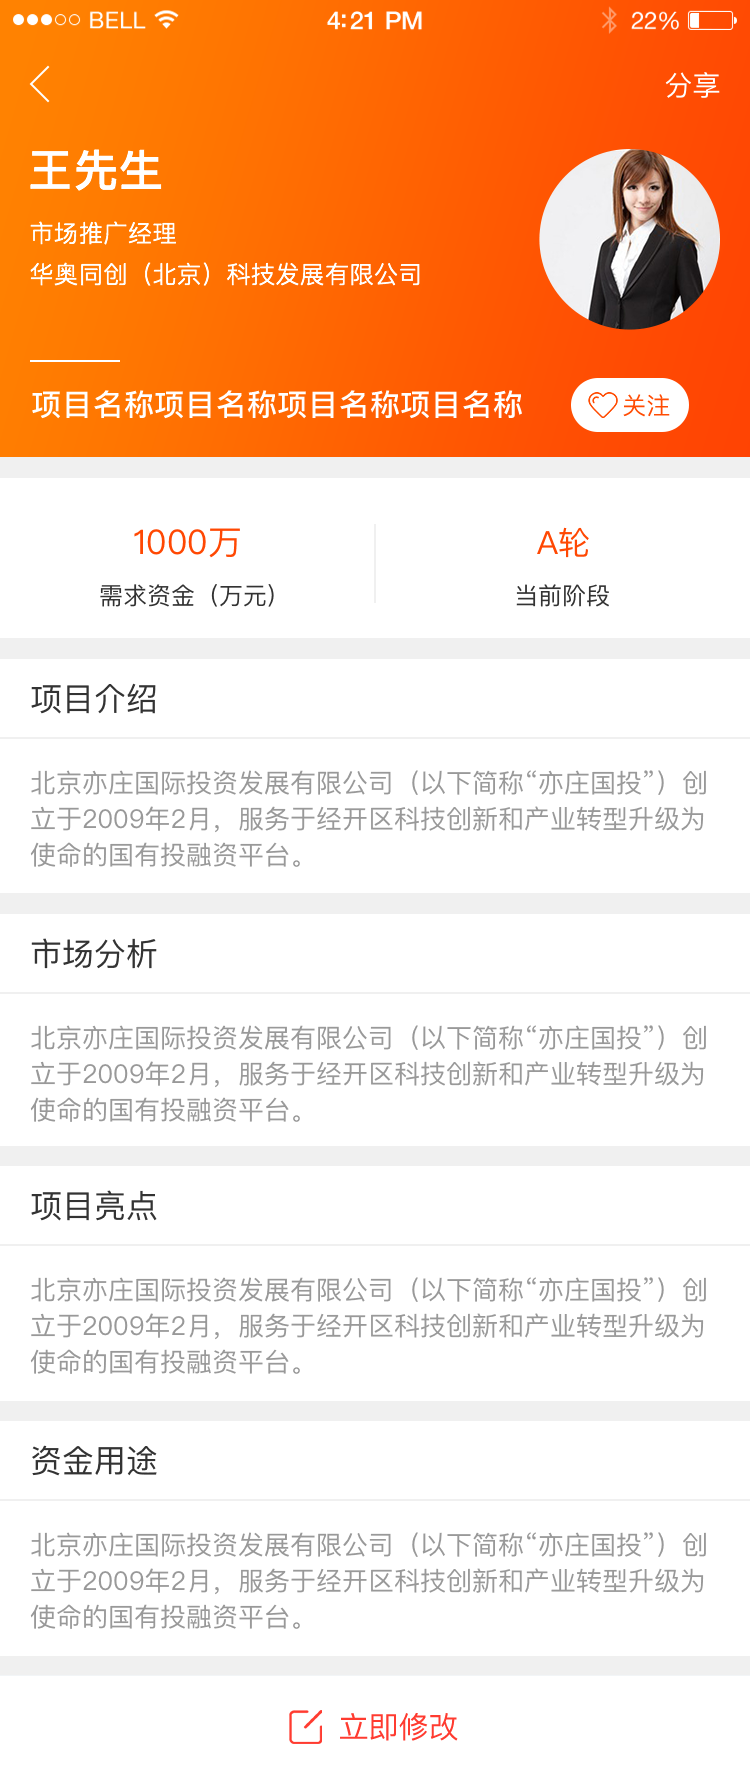 BELL 4:21 PM 22%
分享
王先生
市场推广经理
华奥同创（北京）科技发展有限公司
项目名称项目名称项目名称项目名称
关注
1000万
需求资金（万元）
A轮
当前阶段
项目介绍
北京亦庄国际投资发展有限公司（以下简称“亦庄国投”）创
立于2009年2月，服务于经开区科技创新和产业转型升级为
使命的国有投融资平台。
市场分析
北京亦庄国际投资发展有限公司（以下简称“亦庄国投”）创
立于2009年2月，服务于经开区科技创新和产业转型升级为
使命的国有投融资平台。
项目亮点
北京亦庄国际投资发展有限公司（以下简称“亦庄国投”）创
立于2009年2月，服务于经开区科技创新和产业转型升级为
使命的国有投融资平台。
资金用途
北京亦庄国际投资发展有限公司（以下简称“亦庄国投”）创
立于2009年2月，服务于经开区科技创新和产业转型升级为
使命的国有投融资平台。
立即修改